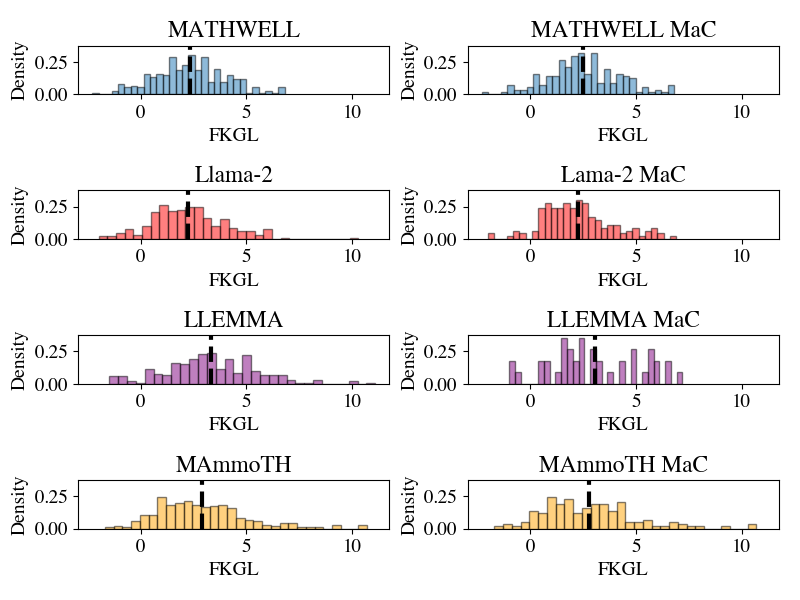 MATHWELL
MATHWELL MaC
Density
0.25
0.00
0 5 10
FKGL
Density
0.25
0.00
0 5 10
FKGL
Llama-2
Lama-2 MaC
Density
0.25
0.00
0 5 10
FKGL
Density
0.25
0.00
0 5 10
FKGL
LLEMMA
LLEMMA MaC
Density
0.25
0.00
0 5 10
FKGL
Density
0.25
0.00
0 5 10
FKGL
MAmmoTH
MAmmoTH MaC
Density
0.25
0.00
0 5 10
FKGL
Density
0.25
0.00
0 5 10
FKGL